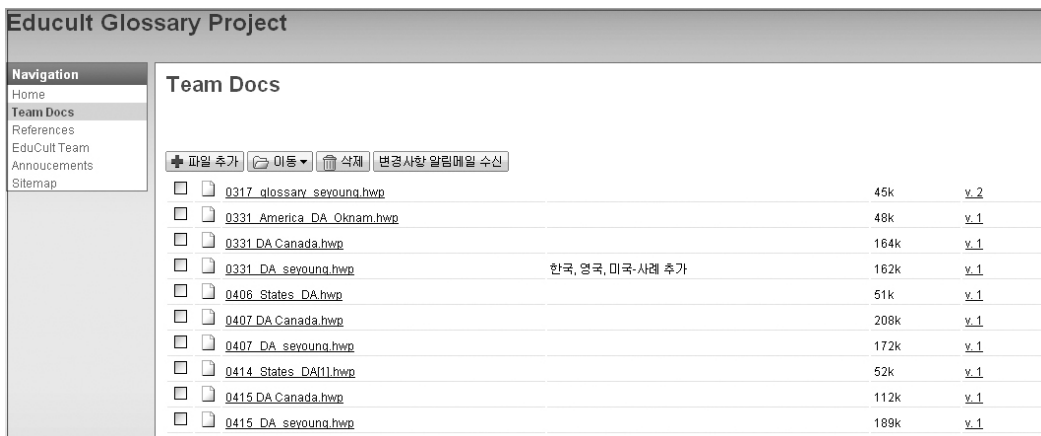 Educult Glossary Project
Navigation
Home
Team Docs
References
EduCult Team
Annoucements
Sitemap
Team Docs
파일 추가 이동 삭제 변경사항 알림메일 수신
0317_glossary_seyoung.hwp 45k v. 2
0331_America_DA_Oknam.hwp 48k v. 1
0331 DA Canada.hwp 164k v. 1
0331_DA_seyoung.hwp 한국, 영국, 미국-사례 추가 162k v. 1
0406_States_DA.hwp 51k v. 1
0407 DA Canada.hwp 208k v. 1
0407_DA_seyoung.hwp 172k v. 1
0414_States_DA[1].hwp 52k v. 1
0415 DA Canada.hwp 112k v. 1
0415_DA_seyoung.hwp 189k v. 1